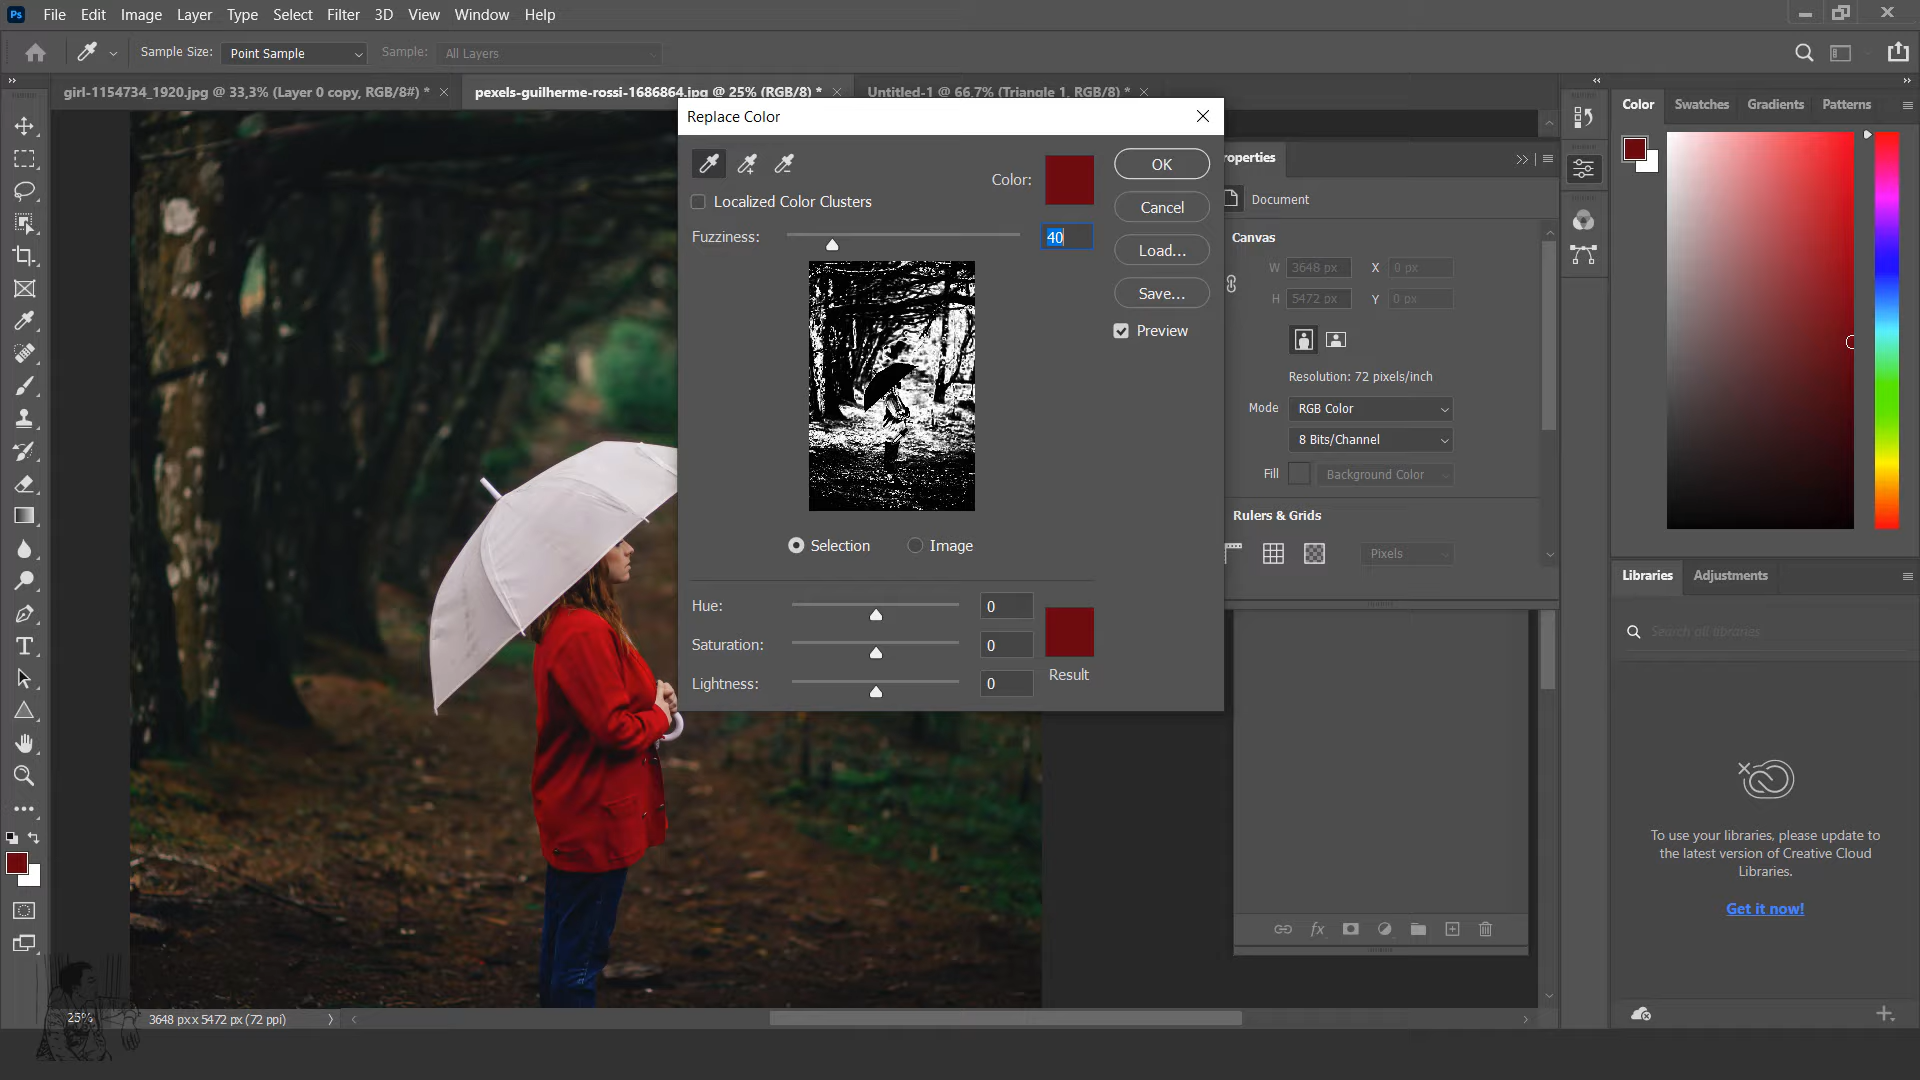 Ps File Edit Image Layer Type Select Filter 3D View Window Help
Sample Size: Point Sample Sample: All Layers
girl-1154734_1920.jpg @ 33,3% (Layer 0 copy, RGB/8#) *
pexels-guilherme-rossi-1686864.jpg @ 25% (RGB/8) *
Untitled-1 @ 66,7% (Triangle 1, RGB/8) *
Replace Color
Color:
Localized Color Clusters
Fuzziness: 40
OK
Cancel
Load...
Save...
Preview
Selection Image
Hue: 0
Saturation: 0
Lightness: 0
Result
roperties
Document
Canvas
W 3648 px X 0 px
H 5472 px Y 0 px
Resolution: 72 pixels/inch
Mode RGB Color
8 Bits/Channel
Fill Background Color
Rulers & Grids
Pixels
fx
Color Swatches Gradients Patterns
Libraries Adjustments
Search all libraries
To use your libraries, please update to
the latest version of Creative Cloud
Libraries.
Get it now!
25% 3648 px x 5472 px (72 ppi)